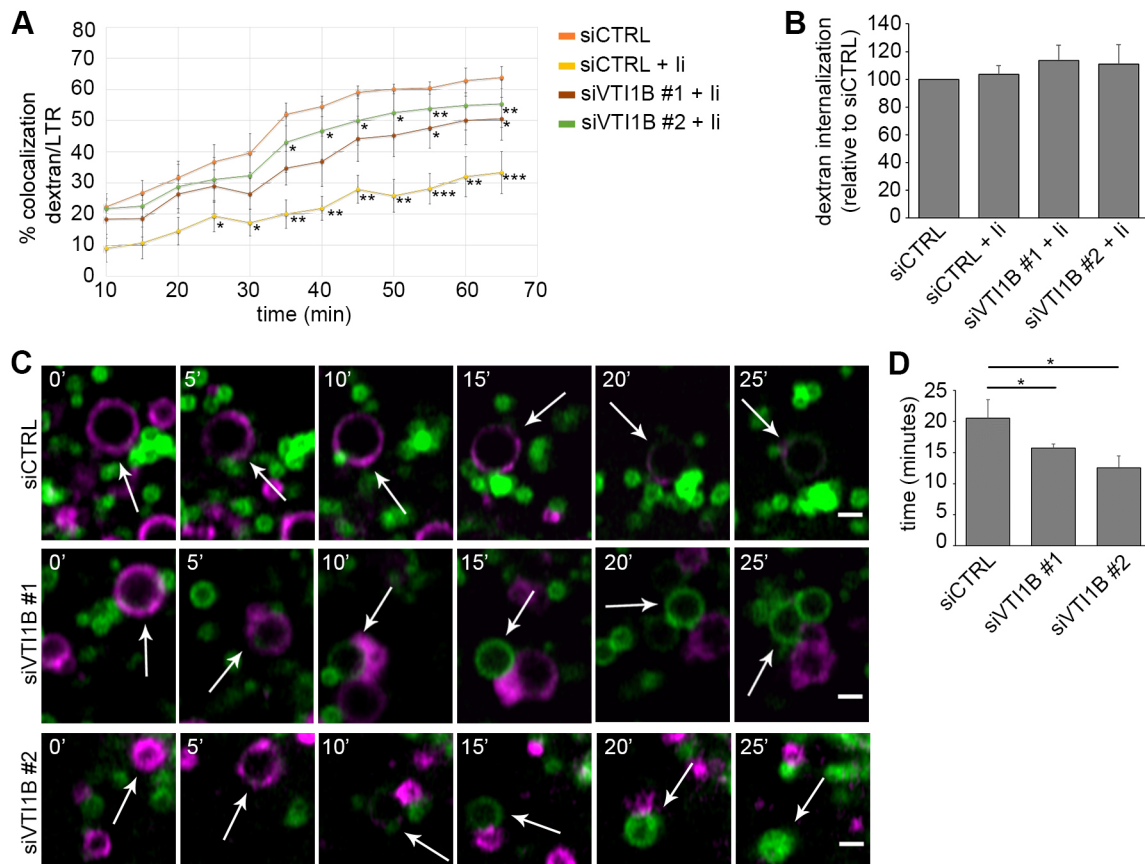 A
80
70
60
50
40
30
20
10
0
% colocalization
dextran/LTR
10 20 30 40 50 60 70
time (min)
* * ** ** ** ** *** ** ***
* * * * ** **
* *
siCTRL
siCTRL + Ii
siVTI1B #1 + Ii
siVTI1B #2 + Ii
B
140
120
100
80
60
40
20
0
dextran internalization
(relative to siCTRL)
siCTRL
siCTRL + Ii
siVTI1B #1 + Ii
siVTI1B #2 + Ii
C
siCTRL
0’ 5’ 10’ 15’ 20’ 25’
siVTI1B #1
0’ 5’ 10’ 15’ 20’ 25’
siVTI1B #2
0’ 5’ 10’ 15’ 20’ 25’
D
*
*
25
20
15
10
5
0
time (minutes)
siCTRL
siVTI1B #1
siVTI1B #2